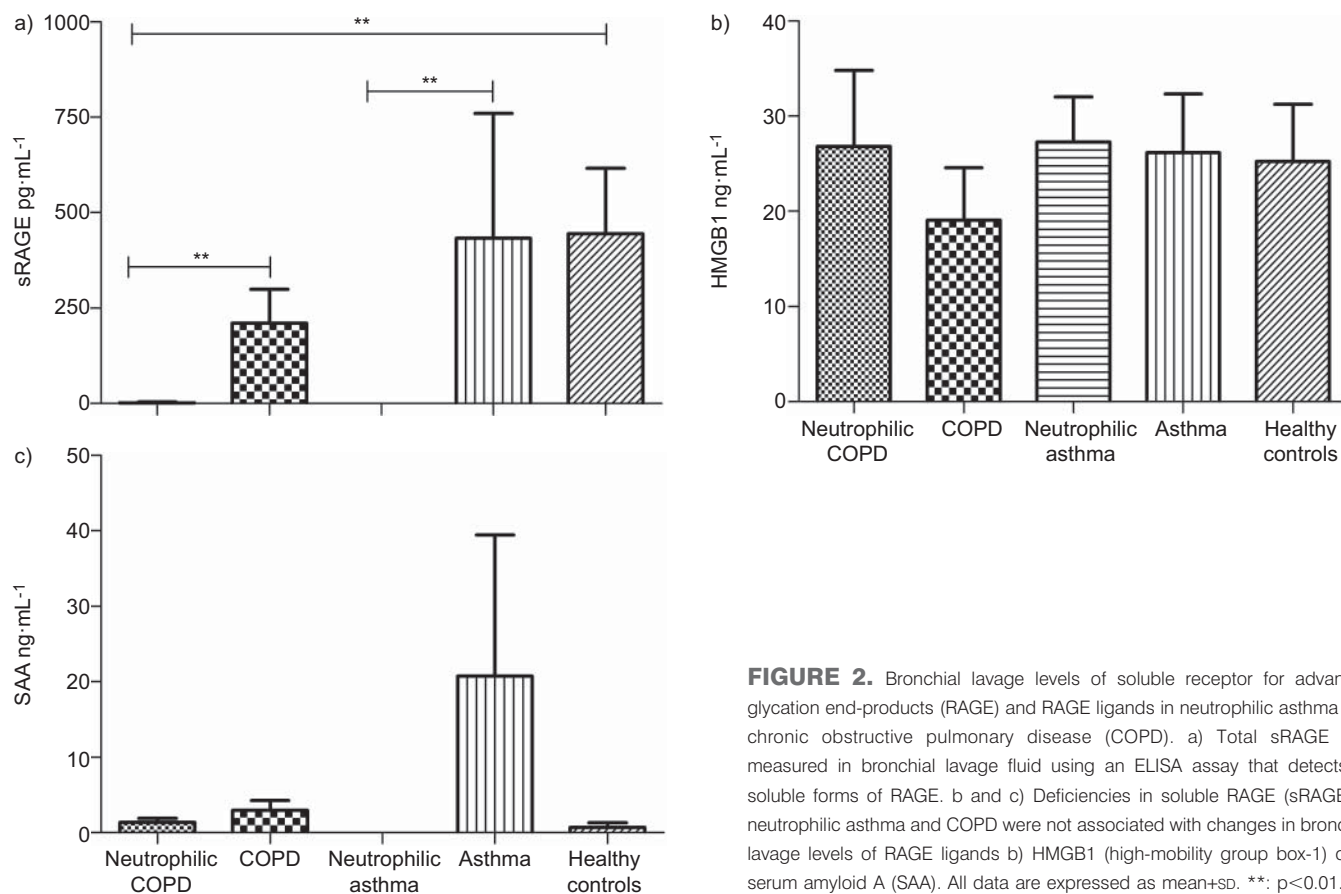 a)
1000
750
500
250
0
sRAGE pg·mL-1
**
**
**
b)
40
30
20
10
0
HMGB1 ng·mL-1
Neutrophilic COPD
COPD
Neutrophilic asthma
Asthma
Healthy controls
c)
50
40
30
20
10
0
SAA ng·mL-1
Neutrophilic COPD
COPD
Neutrophilic asthma
Asthma
Healthy controls
FIGURE 2. Bronchial lavage levels of soluble receptor for advan
glycation end-products (RAGE) and RAGE ligands in neutrophilic asthma
chronic obstructive pulmonary disease (COPD). a) Total sRAGE
measured in bronchial lavage fluid using an ELISA assay that detects
soluble forms of RAGE. b and c) Deficiencies in soluble RAGE (sRAGE
neutrophilic asthma and COPD were not associated with changes in bronc
lavage levels of RAGE ligands b) HMGB1 (high-mobility group box-1) o
serum amyloid A (SAA). All data are expressed as mean+SD. **: p<0.01.